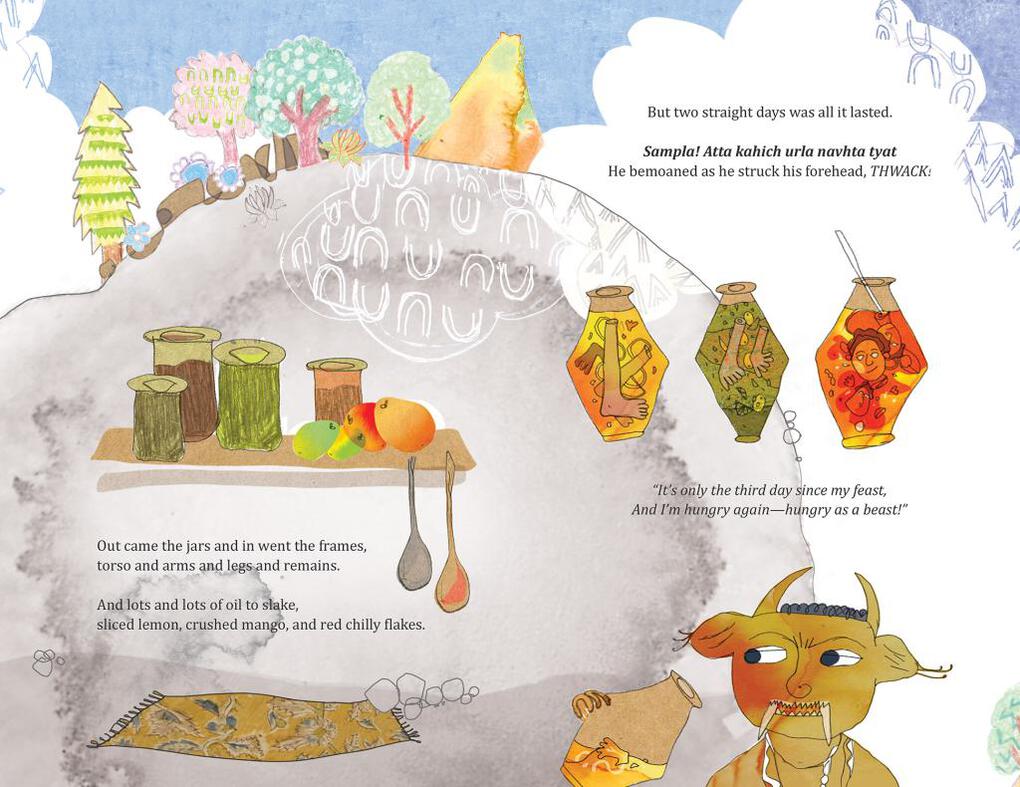 Out came the jars and in went the frames,
torso and arms and legs and remains.
And lots and lots of oil to slake,
sliced lemon, crushed mango, and red chilly flakes.
But two straight days was all it lasted.
Sampla! Atta kahich urla navhta tyat
He bemoaned as he struck his forehead, THWACK!
“It’s only the third day since my feast,
And I’m hungry again—hungry as a beast!”